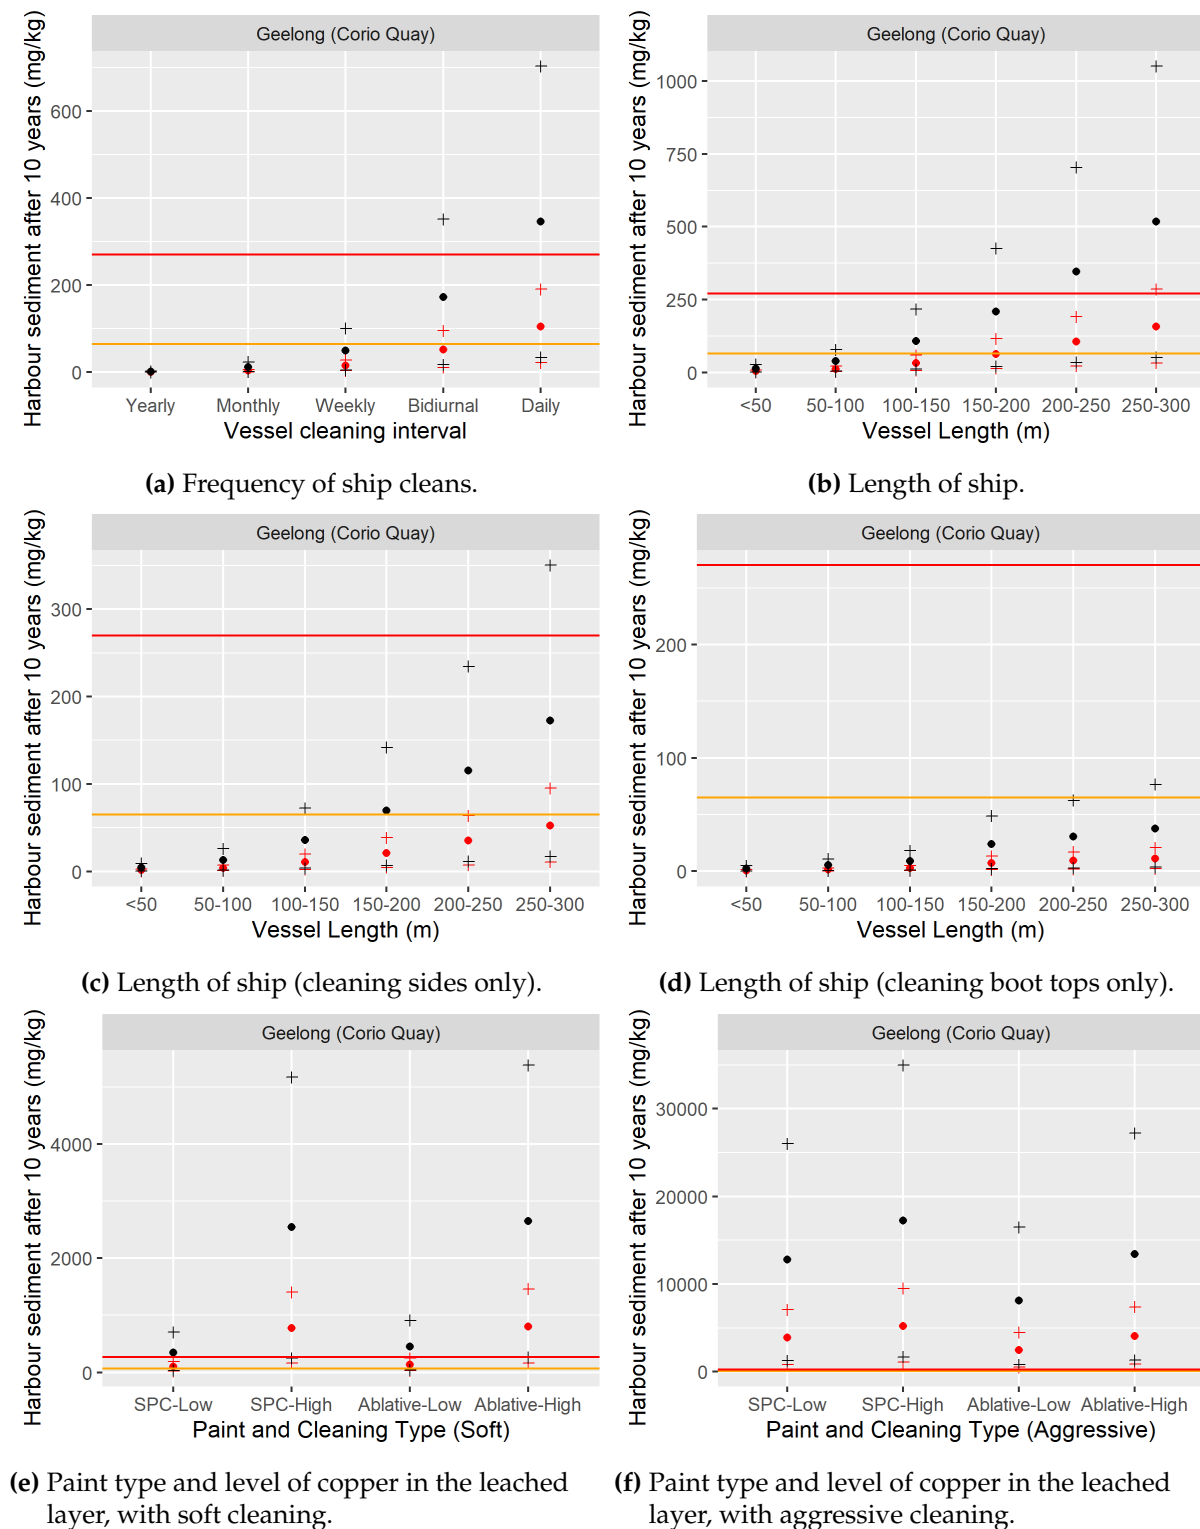 Geelong (Corio Quay)
Harbour sediment after 10 years (mg/kg)
600
400
200
0
Yearly Monthly Weekly Bidiurnal Daily
Vessel cleaning interval
(a) Frequency of ship cleans.
Geelong (Corio Quay)
Harbour sediment after 10 years (mg/kg)
1000
750
500
250
0
<50 50-100 100-150 150-200 200-250 250-300
Vessel Length (m)
(b) Length of ship.
Geelong (Corio Quay)
Harbour sediment after 10 years (mg/kg)
300
200
100
0
<50 50-100 100-150 150-200 200-250 250-300
Vessel Length (m)
(c) Length of ship (cleaning sides only).
Geelong (Corio Quay)
Harbour sediment after 10 years (mg/kg)
200
100
0
<50 50-100 100-150 150-200 200-250 250-300
Vessel Length (m)
(d) Length of ship (cleaning boot tops only).
Geelong (Corio Quay)
Harbour sediment after 10 years (mg/kg)
4000
2000
0
SPC-Low SPC-High Ablative-Low Ablative-High
Paint and Cleaning Type (Soft)
(e) Paint type and level of copper in the leached
layer, with soft cleaning.
Geelong (Corio Quay)
Harbour sediment after 10 years (mg/kg)
30000
20000
10000
0
SPC-Low SPC-High Ablative-Low Ablative-High
Paint and Cleaning Type (Aggressive)
(f) Paint type and level of copper in the leached
layer, with aggressive cleaning.